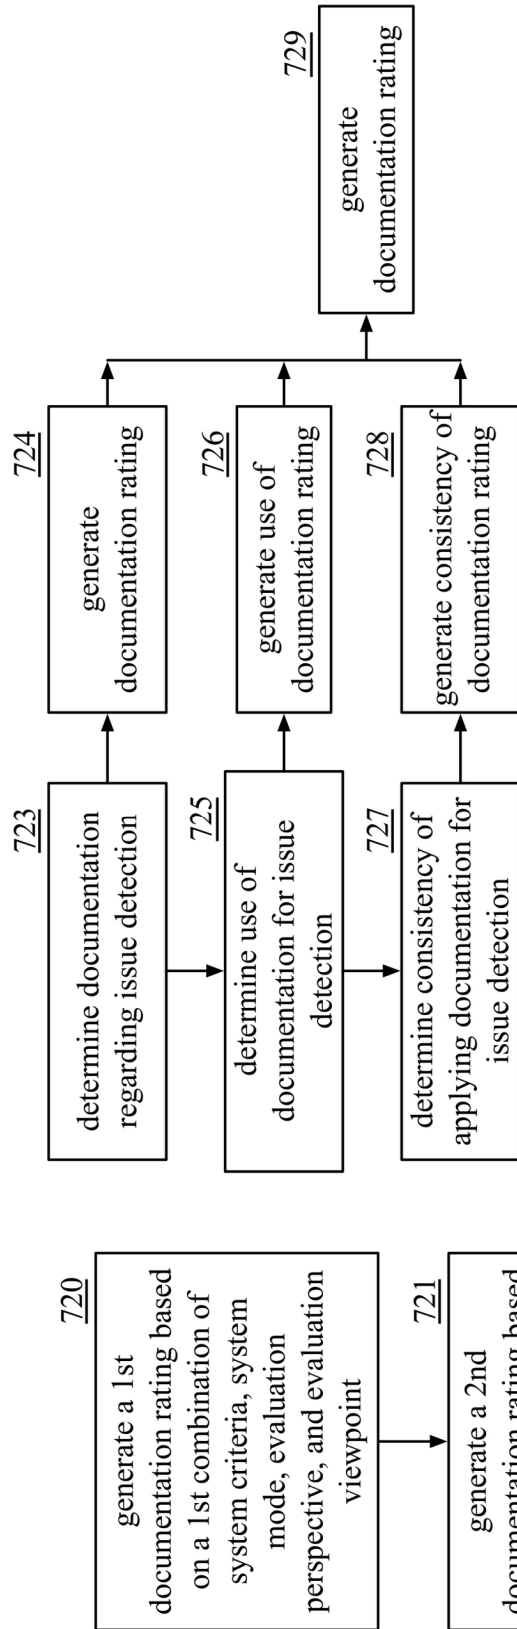 720
generate a 1st
documentation rating based
on a 1st combination of
system criteria, system
mode, evaluation
perspective, and evaluation
viewpoint
721
generate a 2nd
documentation rating based
723
determine documentation
regarding issue detection
724
generate
documentation rating
725
determine use of
documentation for issue
detection
726
generate use of
documentation rating
727
determine consistency of
applying documentation for
issue detection
728
generate consistency of
documentation rating
729
generate
documentation rating